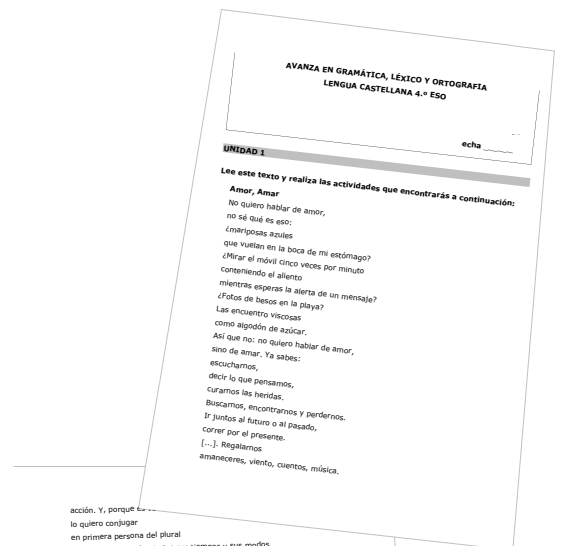 AVANZA EN GRAMÁTICA, LÉXICO Y ORTOGRAFÍA
LENGUA CASTELLANA 4.º ESO
echa ______
UNIDAD 1
Lee este texto y realiza las actividades que encontrarás a continuación:
Amor, Amar
No quiero hablar de amor,
no sé qué es eso:
¿mariposas azules
que vuelan en la boca de mi estómago?
¿Mirar el móvil cinco veces por minuto
conteniendo el aliento
mientras esperas la alerta de un mensaje?
¿Fotos de besos en la playa?
Las encuentro viscosas
como algodón de azúcar.
Así que no: no quiero hablar de amor,
sino de amar. Ya sabes:
escucharnos,
decir lo que pensamos,
curarnos las heridas.
Buscarnos, encontrarnos y perdernos.
Ir juntos al futuro o al pasado,
correr por el presente.
[...]. Regalarnos
amaneceres, viento, cuentos, música.
acción. Y, porque es
lo quiero conjugar
en primera persona del plural
tiempos y sus modos